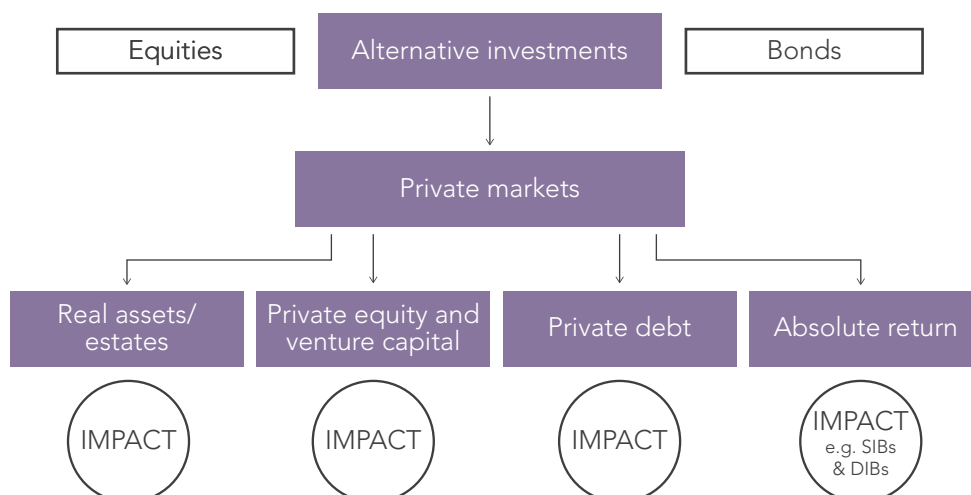 Equities
Alternative investments
Bonds
Private markets
Real assets/
estates
Private equity and
venture capital
Private debt
Absolute return
IMPACT
IMPACT
IMPACT
IMPACT
e.g. SIBs
& DIBs